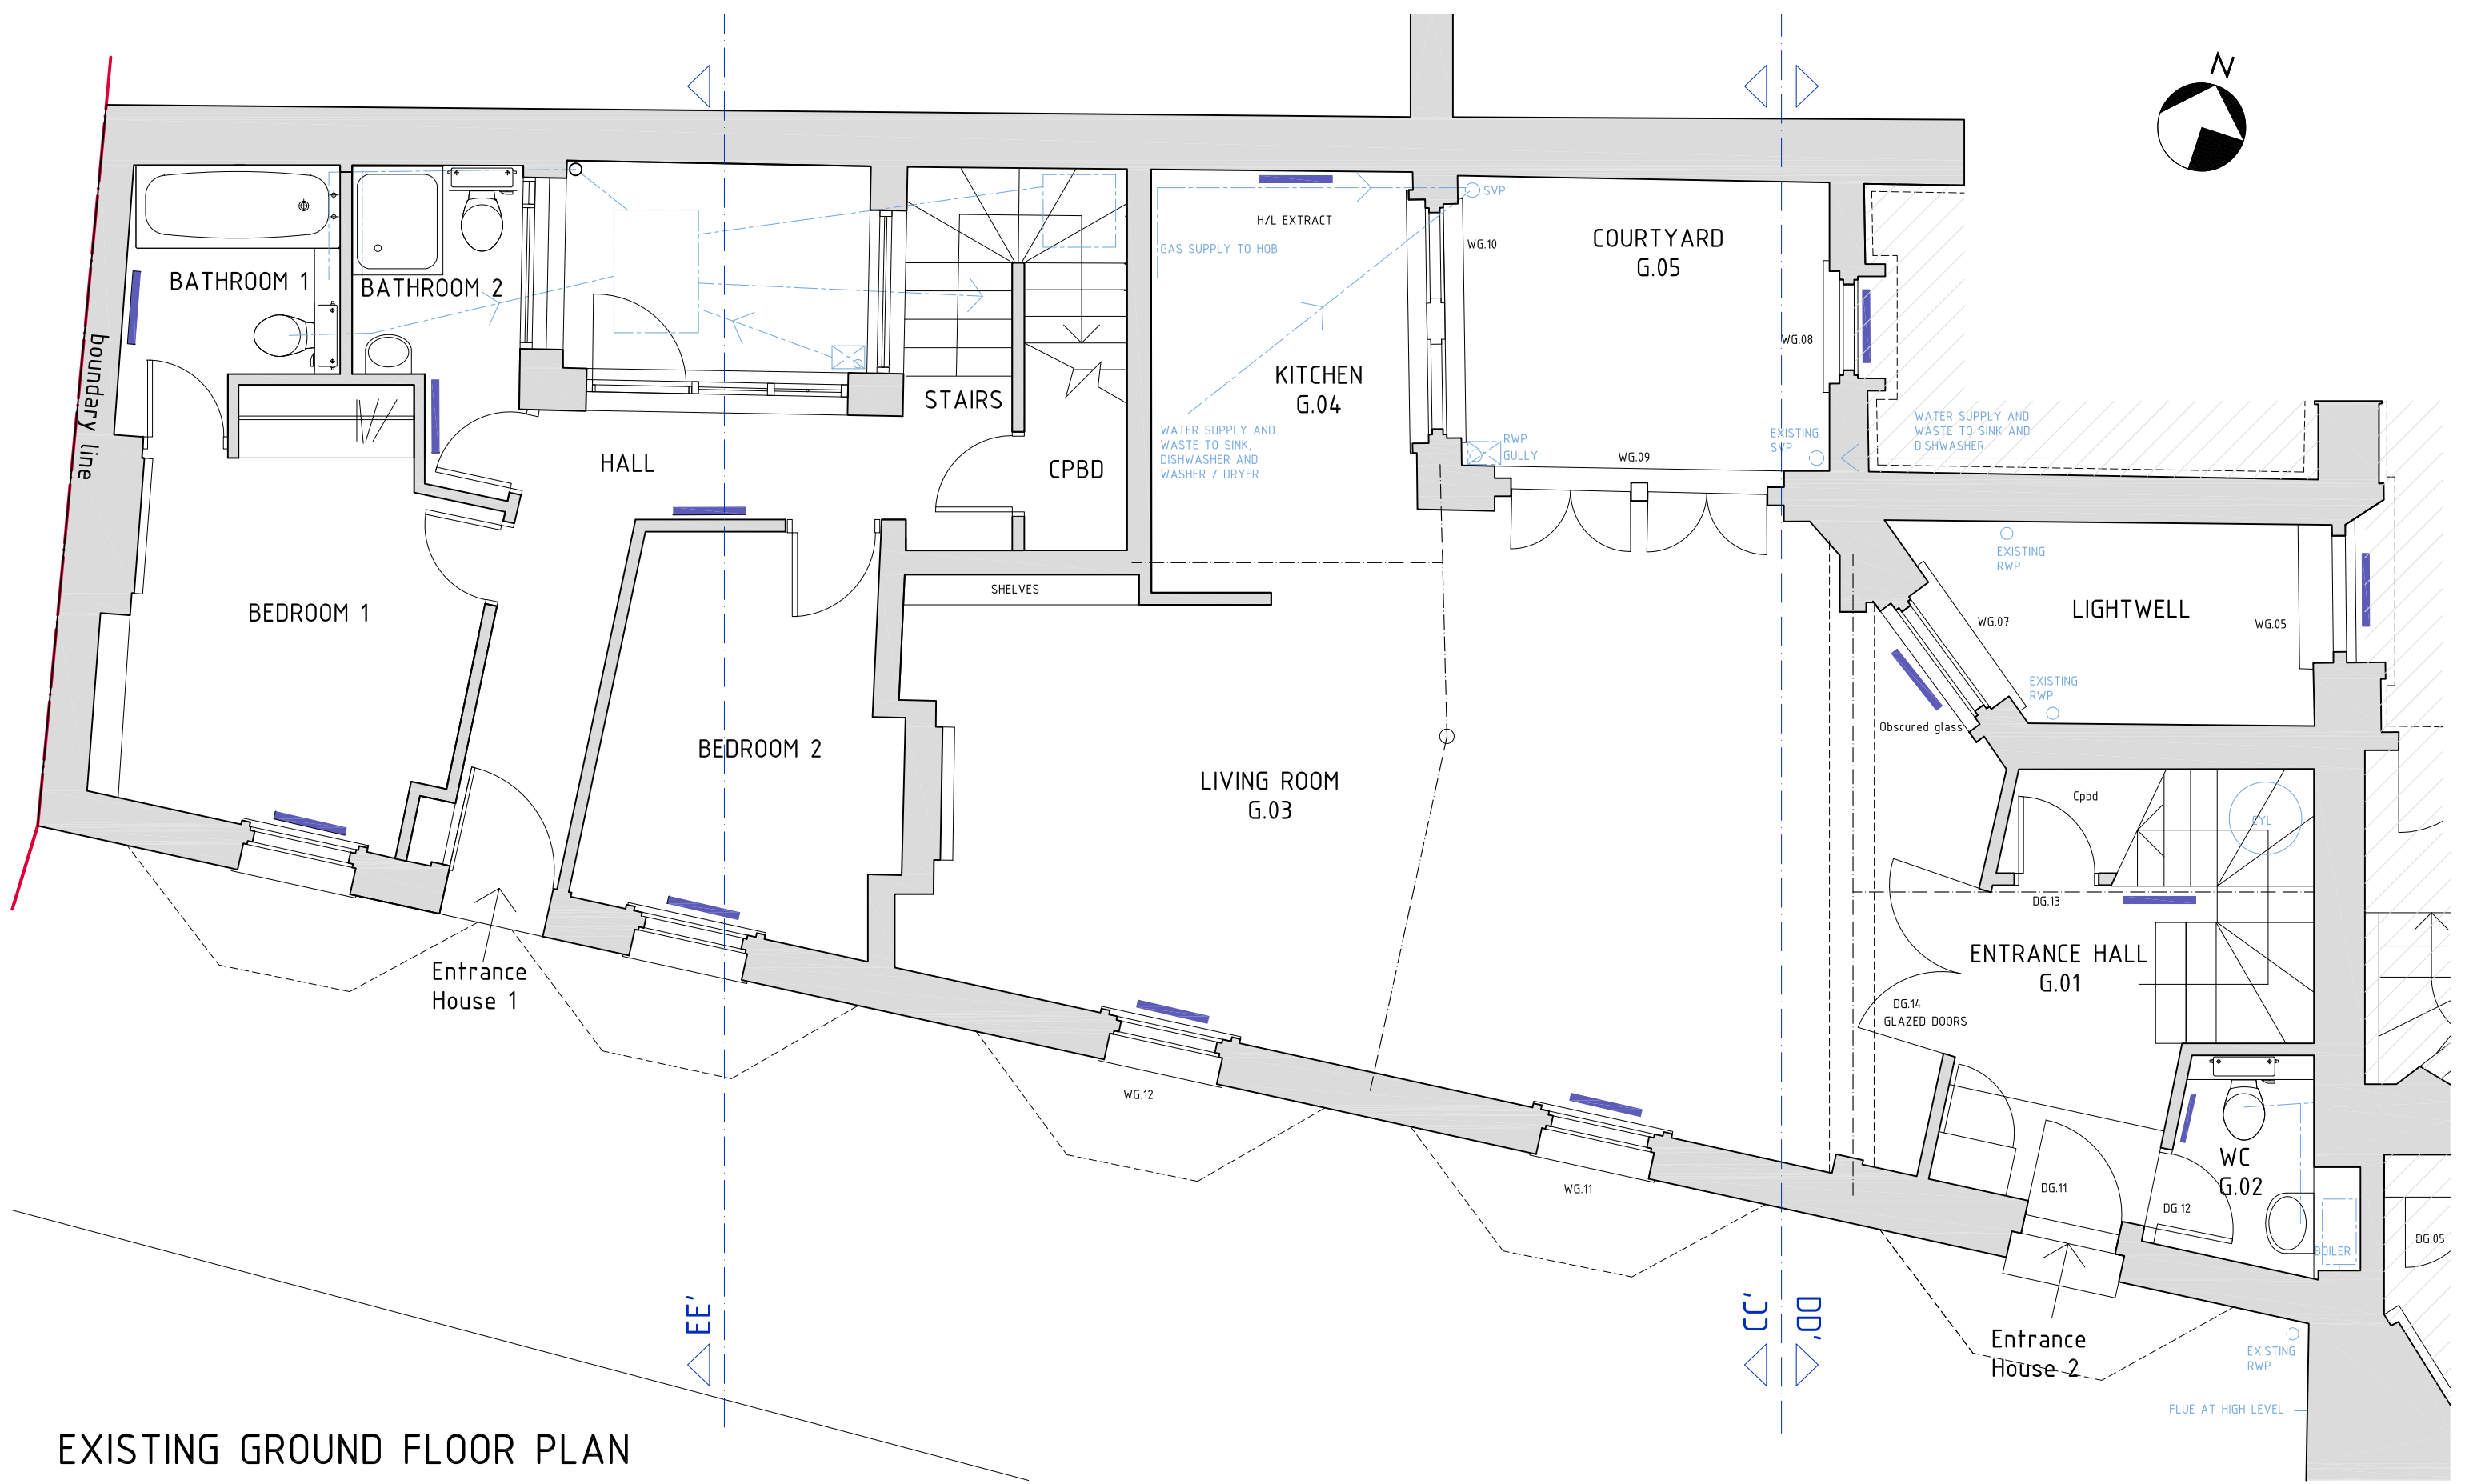 N
SVP
H/L EXTRACT
GAS SUPPLY TO HOB
WG.10
COURTYARD
G.05
BATHROOM 1
BATHROOM 2
WG.08
boundary line
KITCHEN
G.04
STAIRS
HALL
CPBD
WATER SUPPLY AND
WASTE TO SINK,
DISHWASHER AND
WASHER / DRYER
RWP
GULLY
WG.09
EXISTING
SVP
WATER SUPPLY AND
WASTE TO SINK AND
DISHWASHER
EXISTING
RWP
SHELVES
BEDROOM 1
WG.07
LIGHTWELL
WG.05
EXISTING
RWP
Obscured glass
BEDROOM 2
LIVING ROOM
G.03
Cpbd
CYL
DG.13
ENTRANCE HALL
G.01
Entrance
House 1
DG.14
GLAZED DOORS
WG.12
WC
G.02
WG.11
DG.11
DG.12
DG.05
BOILER
EE'
CC'
DD'
Entrance
House 2
EXISTING
RWP
FLUE AT HIGH LEVEL
EXISTING GROUND FLOOR PLAN